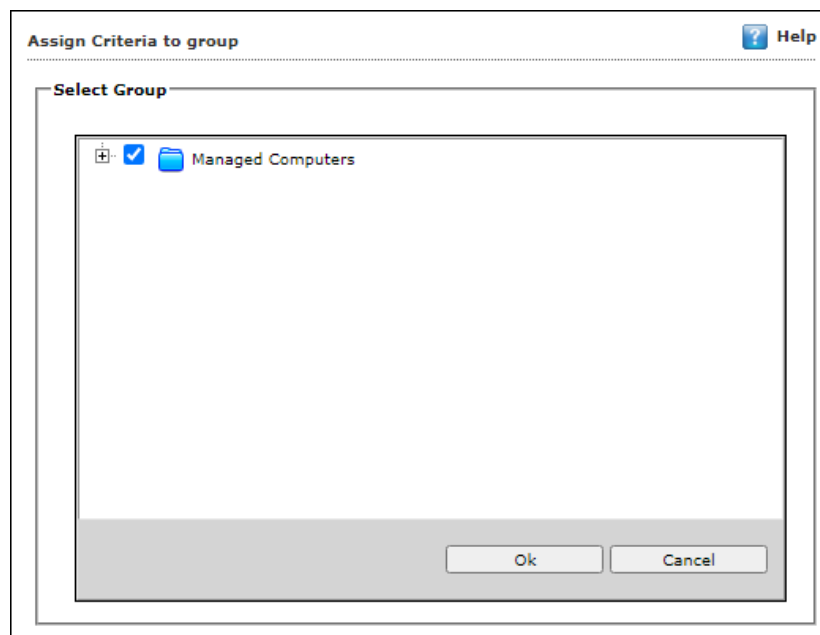 Assign Criteria to group
? Help
Select Group
Managed Computers
Ok
Cancel